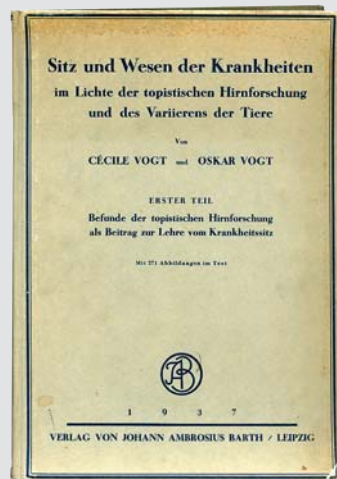 Sitz und Wesen der Krankheiten
im Lichte der topistischen Hirnforschung
und des Variierens der Tiere
Von
CÉCILE VOGT und OSKAR VOGT
ERSTER TEIL
Befunde der topistischen Hirnforschung
als Beitrag zur Lehre vom Krankheitssitz
Mit 271 Abbildungen im Text
JAB
1 9 3 7
VERLAG VON JOHANN AMBROSIUS BARTH / LEIPZIG